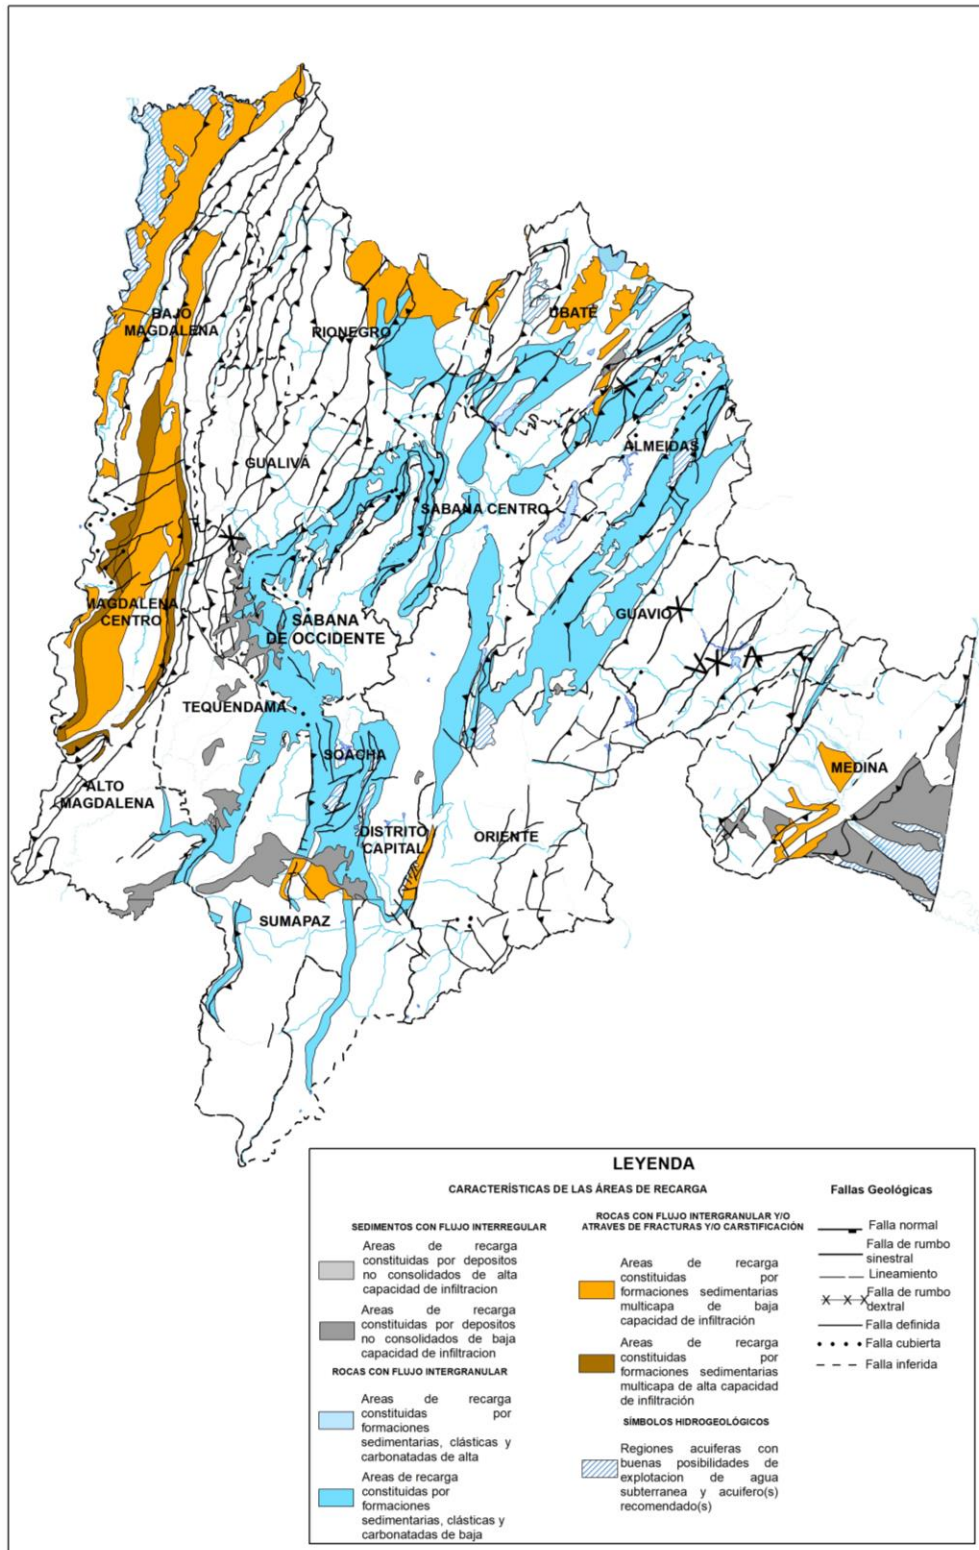 BAJO
MAGDALENA
RIONEGRO
UBATÉ
GUALIVÁ
ALMEIDAS
SABANA CENTRO
MAGDALENA
CENTRO
SABANA
DE OCCIDENTE
GUAVIO
TEQUENDAMA
SOACHA
MEDINA
ALTO
MAGDALENA
DISTRITO
CAPITAL
ORIENTE
SUMAPAZ
LEYENDA
CARACTERÍSTICAS DE LAS ÁREAS DE RECARGA
SEDIMENTOS CON FLUJO INTERREGULAR
Areas de recarga
constituidas por depositos
no consolidados de alta
capacidad de infiltracion
Areas de recarga
constituidas por depositos
no consolidados de baja
capacidad de infiltracion
ROCAS CON FLUJO INTERGRANULAR
Areas de recarga
constituidas por
formaciones
sedimentarias, clásticas y
carbonatadas de alta
Areas de recarga
constituidas por
formaciones
sedimentarias, clásticas y
carbonatadas de baja
ROCAS CON FLUJO INTERGRANULAR Y/O
ATRAVES DE FRACTURAS Y/O CARSTIFICACIÓN
Areas de recarga
constituidas por
formaciones sedimentarias
multicapa de baja
capacidad de infiltración
Areas de recarga
constituidas por
formaciones sedimentarias
multicapa de alta capacidad
de infiltración
SÍMBOLOS HIDROGEOLÓGICOS
Regiones acuiferas con
buenas posibilidades de
explotacion de agua
subterranea y acuifero(s)
recomendado(s)
Fallas Geológicas
Falla normal
Falla de rumbo
sinestral
Lineamiento
Falla de rumbo
dextral
Falla definida
Falla cubierta
Falla inferida